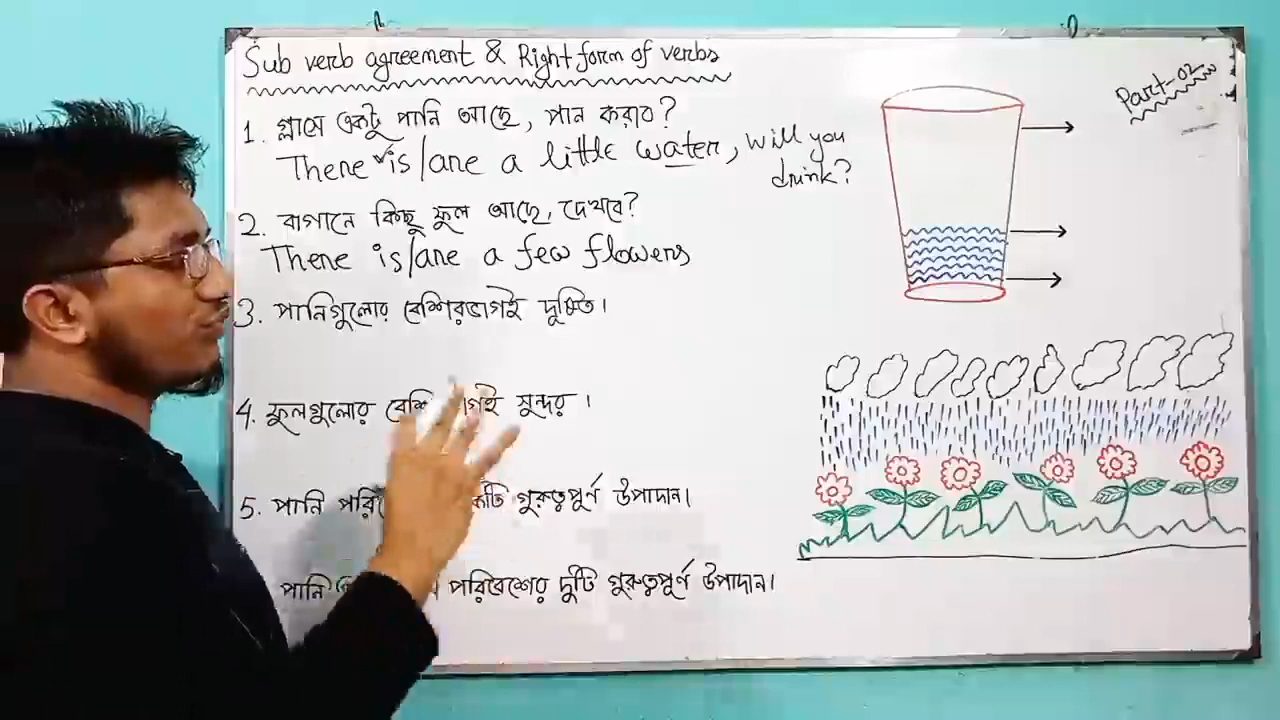 Sub verb agreement & Right form of verbs
Part-02
1. গ্লাসে একটু পানি আছে, পান করবে?
There is/are a little water, will you
drink?
2. বাগানে কিছু ফুল আছে, দেখবে?
There is/are a few flowers
3. পানিগুলোর বেশিরভাগই দূষিত।
4. ফুলগুলোর সুন্দর।
5. পানি গুরুত্বপূর্ণ উপাদান।
পানি পরিবেশের দুটি গুরুত্বপূর্ণ উপাদান।